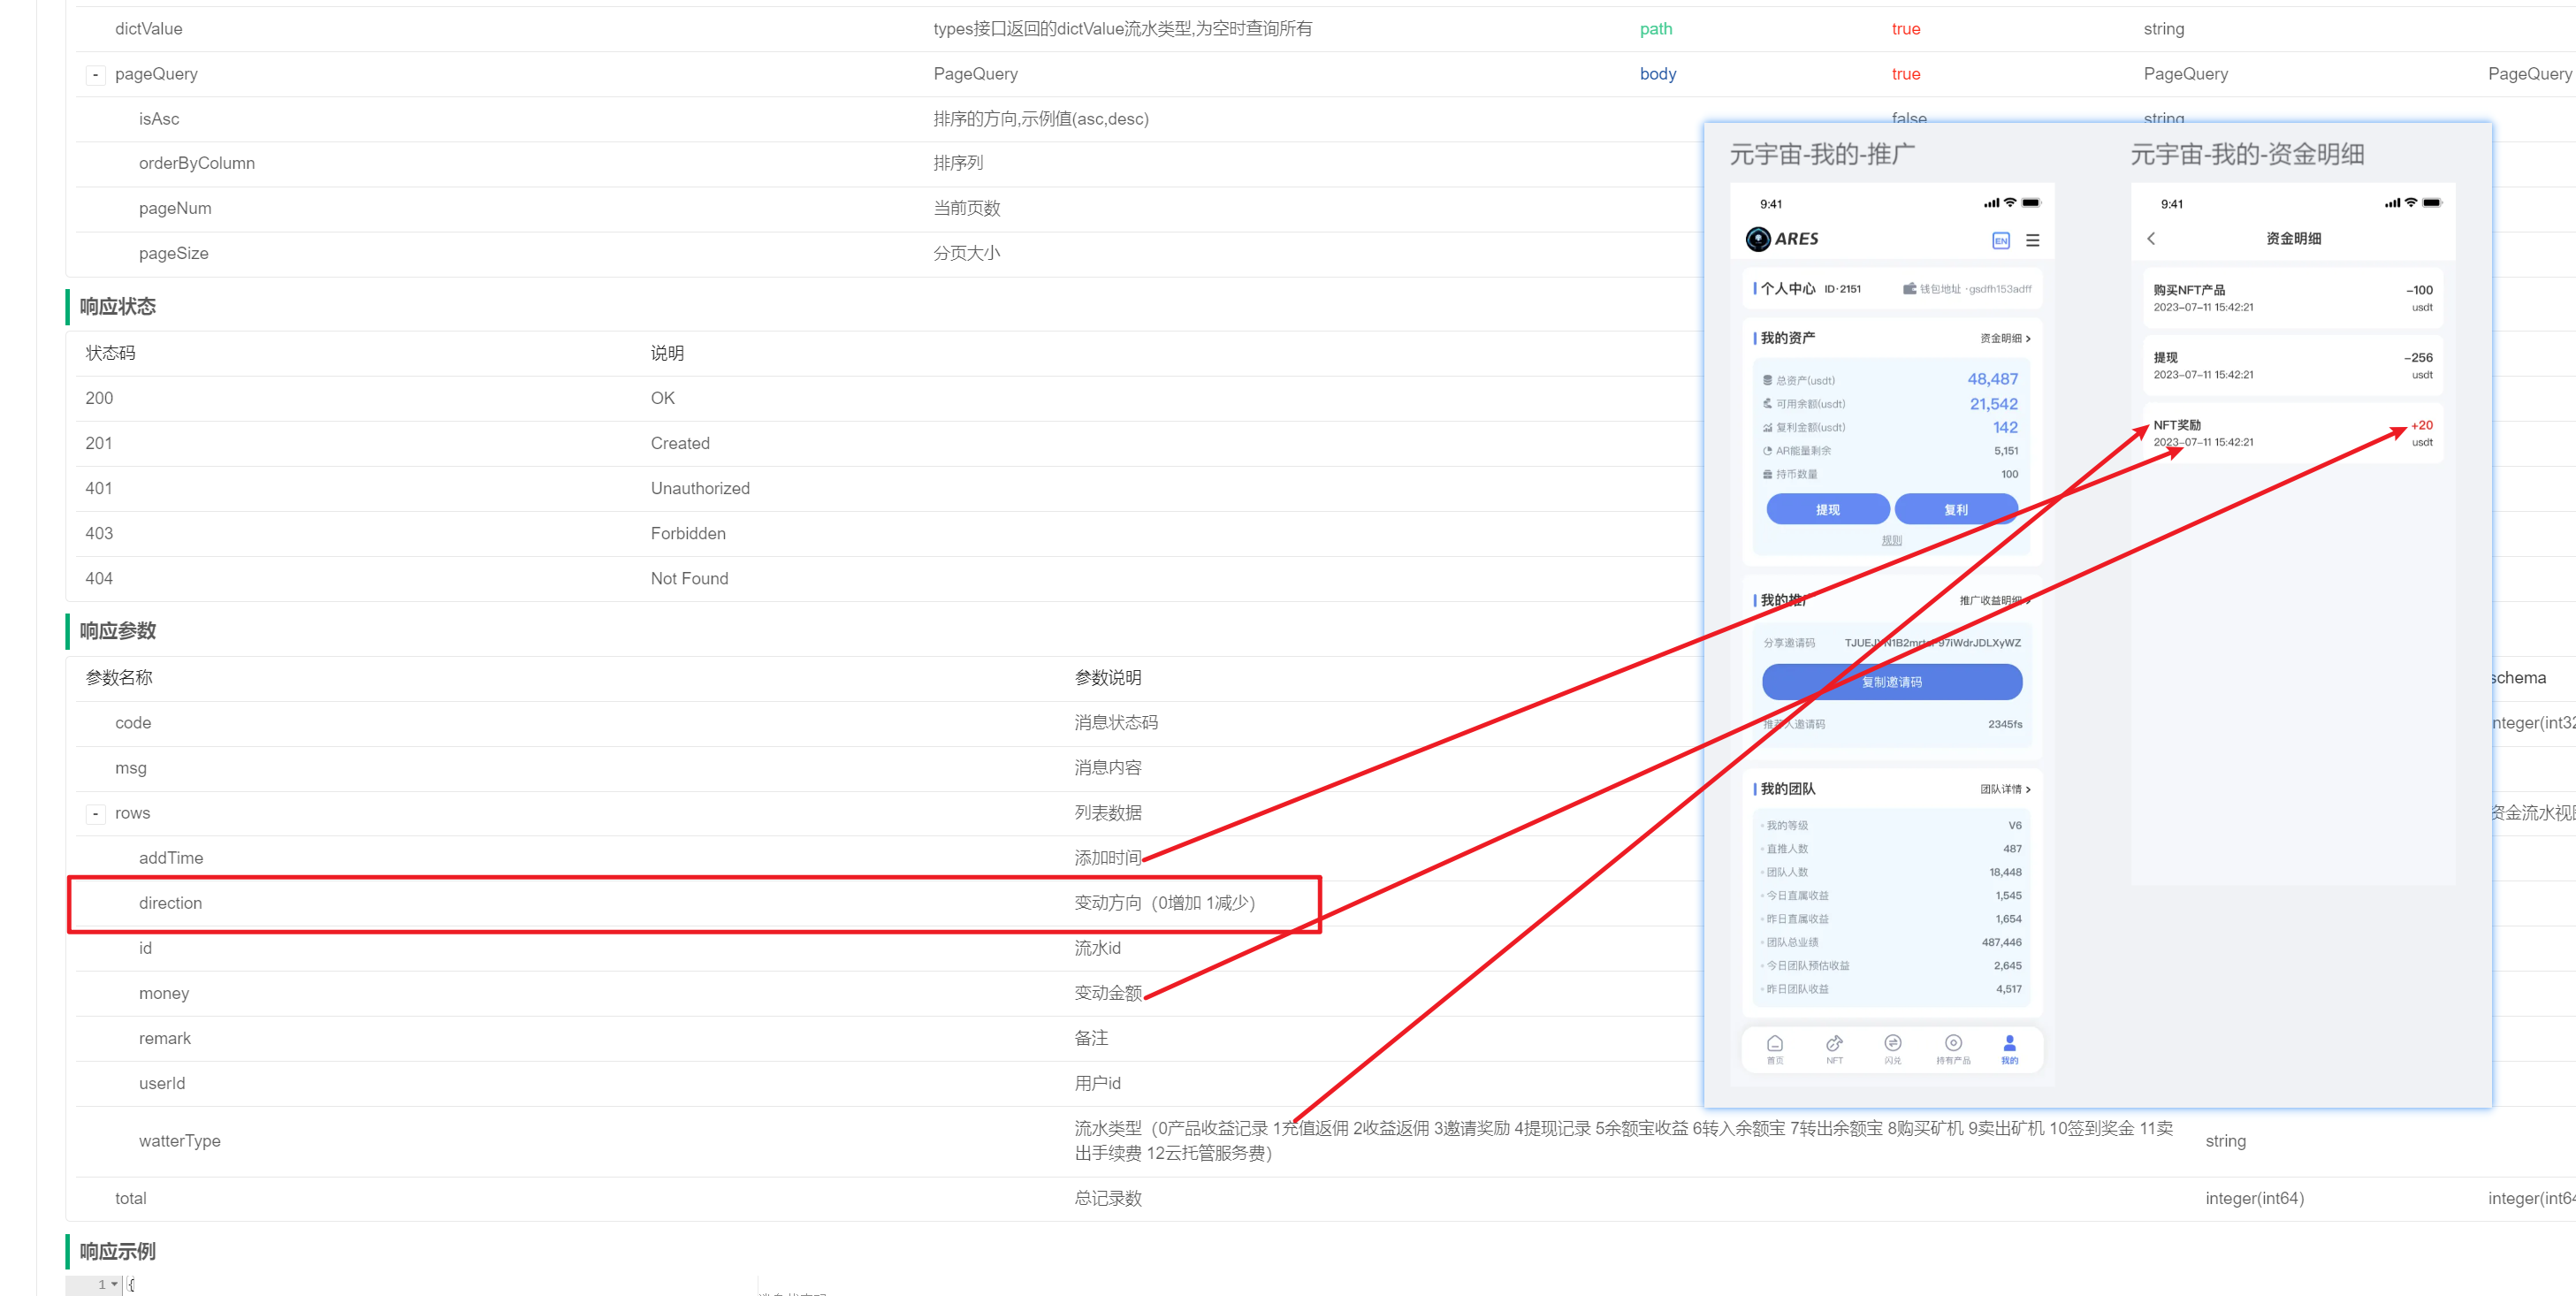 dictValue types接口返回的dictValue流水类型,为空时查询所有 path true string
- pageQuery PageQuery body true PageQuery PageQuery
isAsc 排序的方向,示例值(asc,desc) false string
orderByColumn 排序列
pageNum 当前页数
pageSize 分页大小
响应状态
状态码 说明
200 OK
201 Created
401 Unauthorized
403 Forbidden
404 Not Found
响应参数
参数名称 参数说明 schema
code 消息状态码 integer(int32
msg 消息内容
- rows 列表数据 资金流水视
addTime 添加时间
direction 变动方向（0增加 1减少）
id 流水id
money 变动金额
remark 备注
userId 用户id
watterType 流水类型（0产品收益记录 1充值返佣 2收益返佣 3邀请奖励 4提现记录 5余额宝收益 6转入余额宝 7转出余额宝 8购买矿机 9卖出矿机 10签到奖金 11卖 string
出手续费 12云托管服务费）
total 总记录数 integer(int64) integer(int64
响应示例
1 {
元宇宙-我的-推广
9:41
ARES EN
个人中心 ID·2151 钱包地址 ·gsdfh153adff
我的资产 资金明细
总资产(usdt) 48,487
可用余额(usdt) 21,542
复利金额(usdt) 142
AR能量剩余 5,151
持币数量 100
提现 复利
规则
我的推广 推广收益明细
分享邀请码
复制邀请码
推荐人邀请码 2345fs
我的团队 团队详情
我的等级 V6
直推人数 487
团队人数 18,448
今日直属收益 1,545
昨日直属收益 1,654
团队总业绩 487,446
今日团队预估收益 2,645
昨日团队收益 4,517
首页 NFT 闪兑 持有产品 我的
元宇宙-我的-资金明细
9:41
资金明细
购买NFT产品 -100
2023-07-11 15:42:21 usdt
提现 -256
2023-07-11 15:42:21 usdt
NFT奖励 +20
2023-07-11 15:42:21 usdt